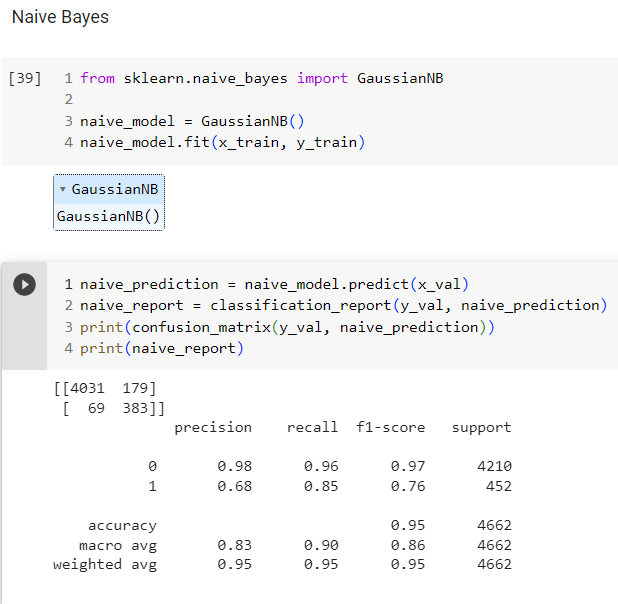 Naive Bayes
[39] 1 from sklearn.naive_bayes import GaussianNB
2
3 naive_model = GaussianNB()
4 naive_model.fit(x_train, y_train)
▾ GaussianNB
GaussianNB()
1 naive_prediction = naive_model.predict(x_val)
2 naive_report = classification_report(y_val, naive_prediction)
3 print(confusion_matrix(y_val, naive_prediction))
4 print(naive_report)
[[4031 179]
[ 69 383]]
precision recall f1-score support
0 0.98 0.96 0.97 4210
1 0.68 0.85 0.76 452
accuracy 0.95 4662
macro avg 0.83 0.90 0.86 4662
weighted avg 0.95 0.95 0.95 4662